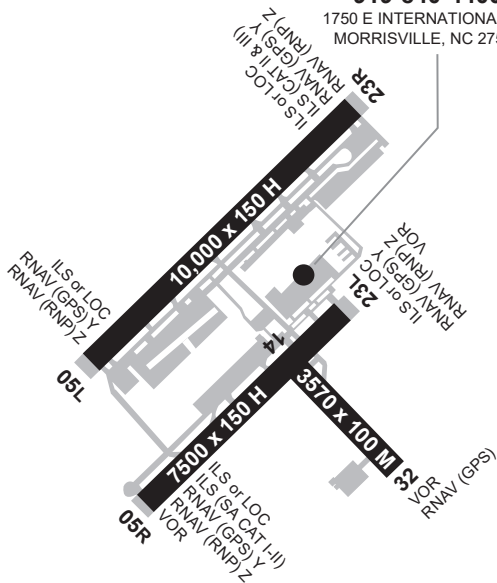 1750 E INTERNATIONA
MORRISVILLE, NC 275
ILS or LOC
ILS (CAT II & III)
RNAV (GPS) Y
RNAV (RNP) Z
23R
10,000 x 150 H
ILS or LOC
RNAV (GPS) Y
RNAV (RNP) Z
05L
ILS or LOC
RNAV (GPS) Y
RNAV (RNP) Z
VOR
23L
14
7500 x 150 H
3570 x 100 M
32
VOR
RNAV (GPS)
05R
ILS or LOC
ILS (SA CAT I-II)
RNAV (GPS) Y
RNAV (RNP) Z
VOR